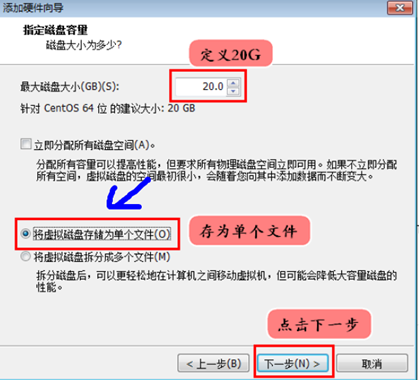 添加硬件向导
指定磁盘容量
磁盘大小为多少?
定义20G
最大磁盘大小(GB)(S):
20.0
针对 CentOS 64 位 的建议大小: 20 GB
立即分配所有磁盘空间(A)。
分配所有容量可以提高性能，但要求所有物理磁盘空间立即可用。如果不立即分配
所有空间，虚拟磁盘的空间最初很小，会随着您向其中添加数据而不断变大。
将虚拟磁盘存储为单个文件(O)
存为单个文件
将虚拟磁盘拆分成多个文件(M)
拆分磁盘后，可以更轻松地在计算机之间移动虚拟机，但可能会降低大容量磁盘的
性能。
点击下一步
< 上一步(B)
下一步(N) >
取消